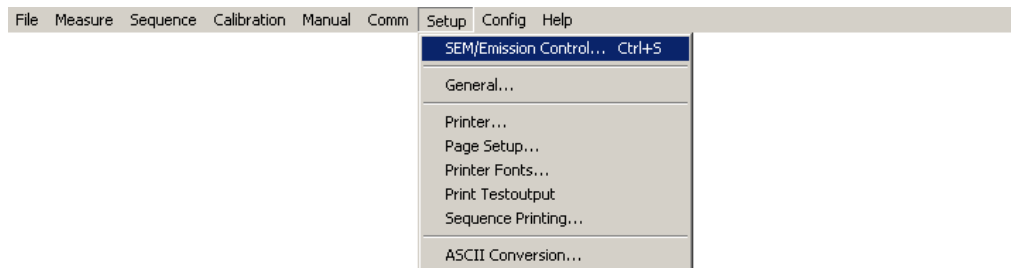 File Measure Sequence Calibration Manual Comm Setup Config Help
SEM/Emission Control... Ctrl+S
General...
Printer...
Page Setup...
Printer Fonts...
Print Testoutput
Sequence Printing...
ASCII Conversion...